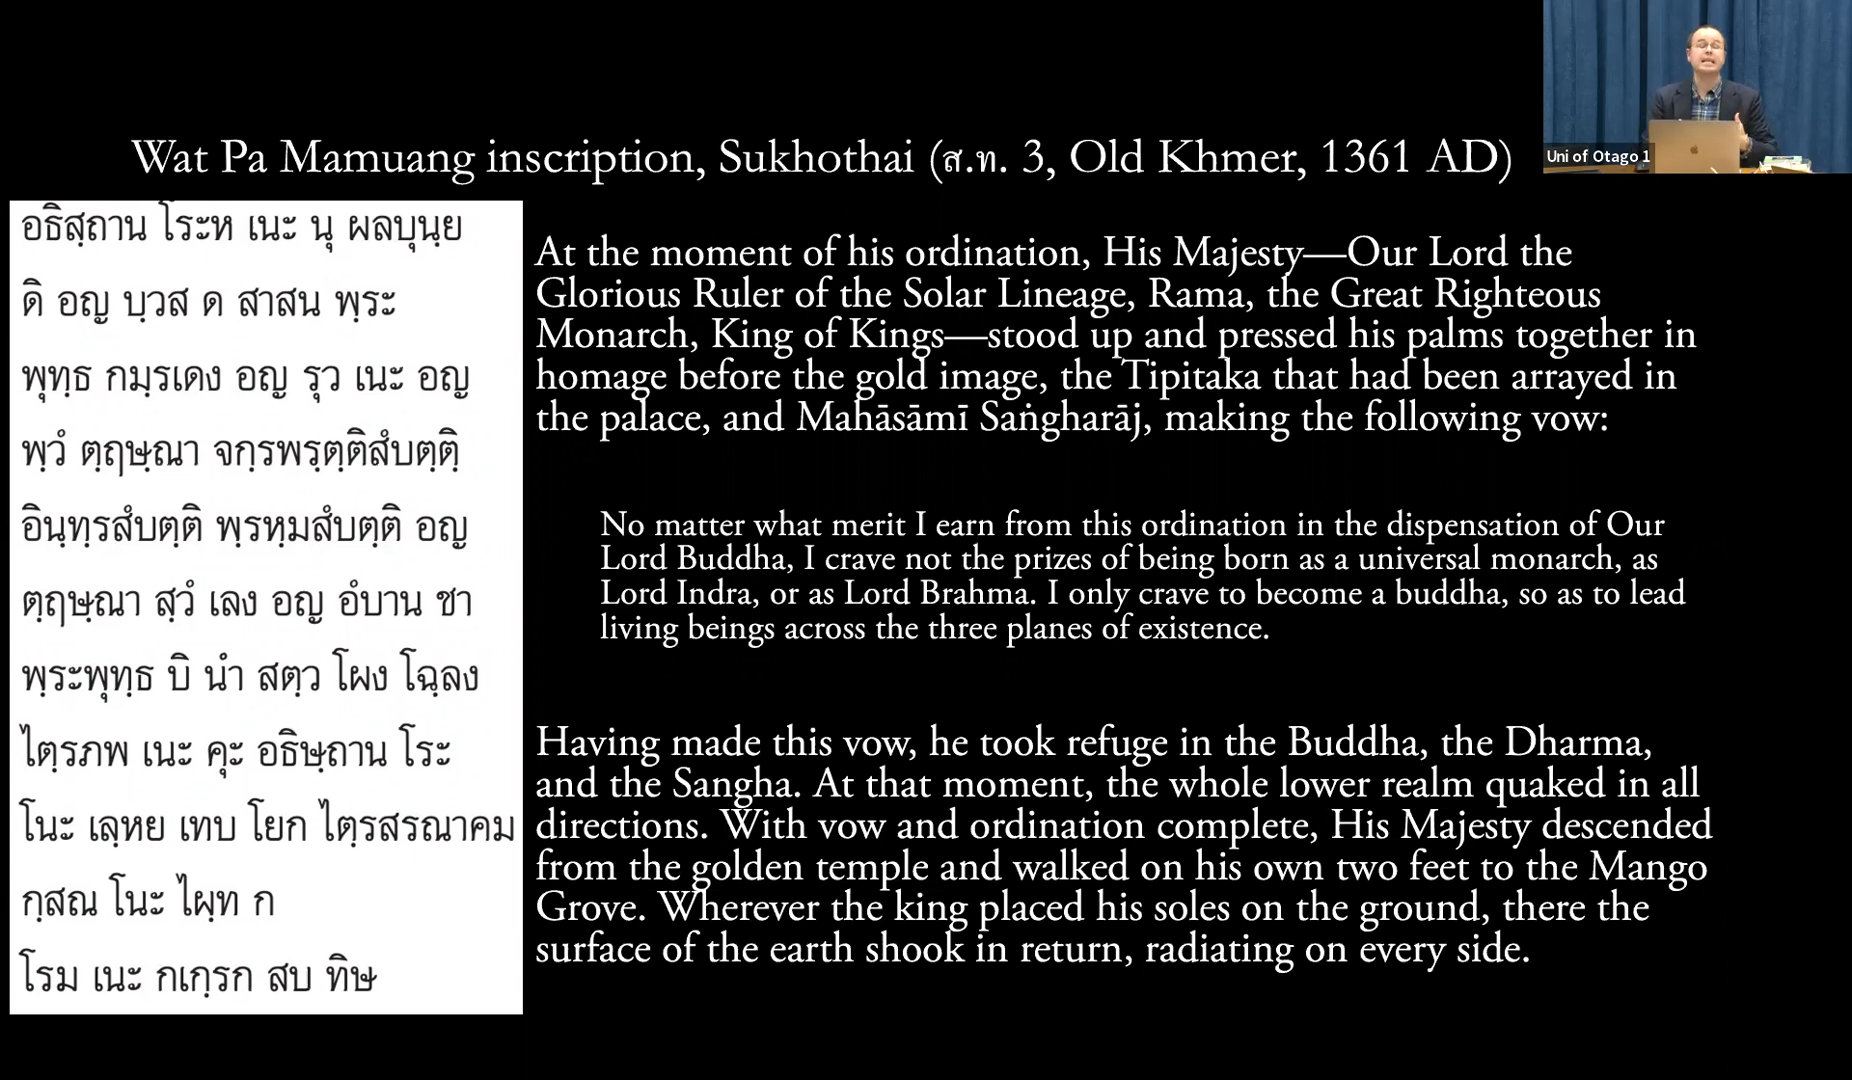 Wat Pa Mamuang inscription, Sukhothai (ส.ท. 3, Old Khmer, 1361 AD)
Uni of Otago 1
อธิสฺถาน โระห เนะ นุ ผลบุนฺย
ดิ อญ บฺวส ด สาสน พฺระ
พุทฺธ กมฺรเดง อญ รุว เนะ อญ
พฺวํ ตฺฤษฺณา จกฺรพรฺตฺติสํบตฺติ
อินฺทฺรสํบตฺติ พฺรหฺมสํบตฺติ อญ
ตฺฤษฺณา สฺวํ เลง อญ อํบาน ชา
พฺระพุทฺธ บิ นำ สตฺว โผง โฉฺลง
ไตฺรภพ เนะ คุะ อธิษฺถาน โระ
โนะ เลฺหย เทบ โยก ไตฺรสรณาคม
กฺสณ โนะ ไผฺท ก
โรม เนะ กเกฺรก สบ ทิษ
At the moment of his ordination, His Majesty—Our Lord the
Glorious Ruler of the Solar Lineage, Rama, the Great Righteous
Monarch, King of Kings—stood up and pressed his palms together in
homage before the gold image, the Tipitaka that had been arrayed in
the palace, and Mahāsāmī Saṅgharāj, making the following vow:
No matter what merit I earn from this ordination in the dispensation of Our
Lord Buddha, I crave not the prizes of being born as a universal monarch, as
Lord Indra, or as Lord Brahma. I only crave to become a buddha, so as to lead
living beings across the three planes of existence.
Having made this vow, he took refuge in the Buddha, the Dharma,
and the Sangha. At that moment, the whole lower realm quaked in all
directions. With vow and ordination complete, His Majesty descended
from the golden temple and walked on his own two feet to the Mango
Grove. Wherever the king placed his soles on the ground, there the
surface of the earth shook in return, radiating on every side.